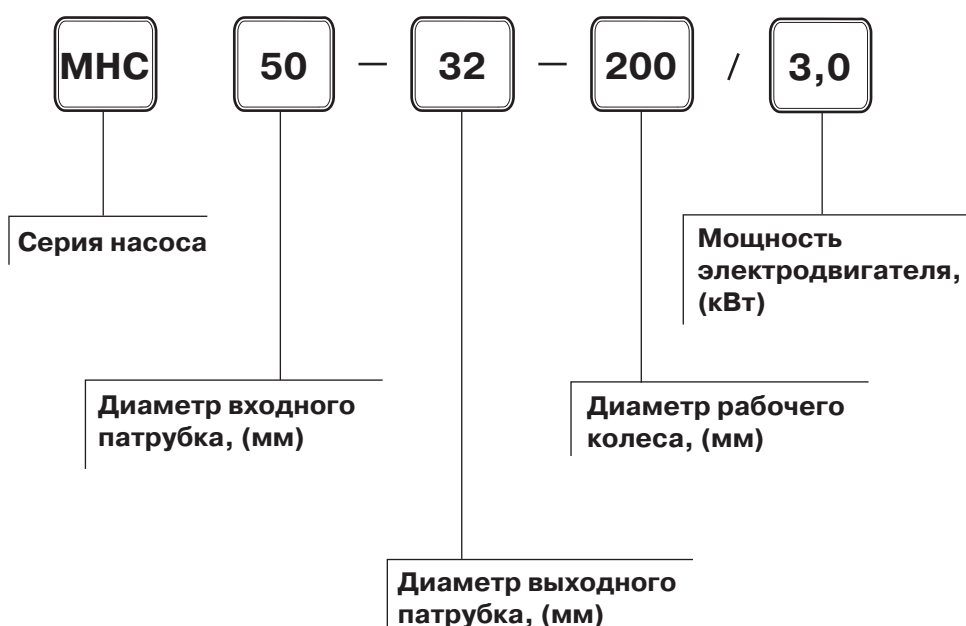 МНС 50 – 32 – 200 / 3,0
Серия насоса
Мощность
электродвигателя,
(кВт)
Диаметр входного
патрубка, (мм)
Диаметр рабочего
колеса, (мм)
Диаметр выходного
патрубка, (мм)